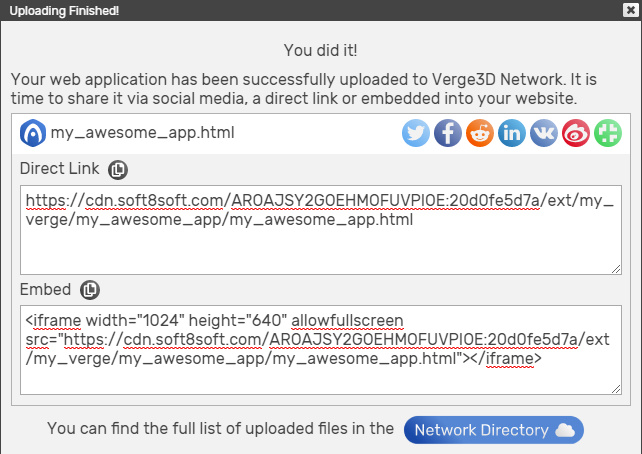 Uploading Finished!
You did it!
Your web application has been successfully uploaded to Verge3D Network. It is
time to share it via social media, a direct link or embedded into your website.
my_awesome_app.html
Direct Link
https://cdn.soft8soft.com/AROAJSY2GOEHMOFUVPIOE:20d0fe5d7a/ext/my_
verge/my_awesome_app/my_awesome_app.html
Embed
<iframe width="1024" height="640" allowfullscreen
src="https://cdn.soft8soft.com/AROAJSY2GOEHMOFUVPIOE:20d0fe5d7a/ext
/my_verge/my_awesome_app/my_awesome_app.html"></iframe>
You can find the full list of uploaded files in the Network Directory